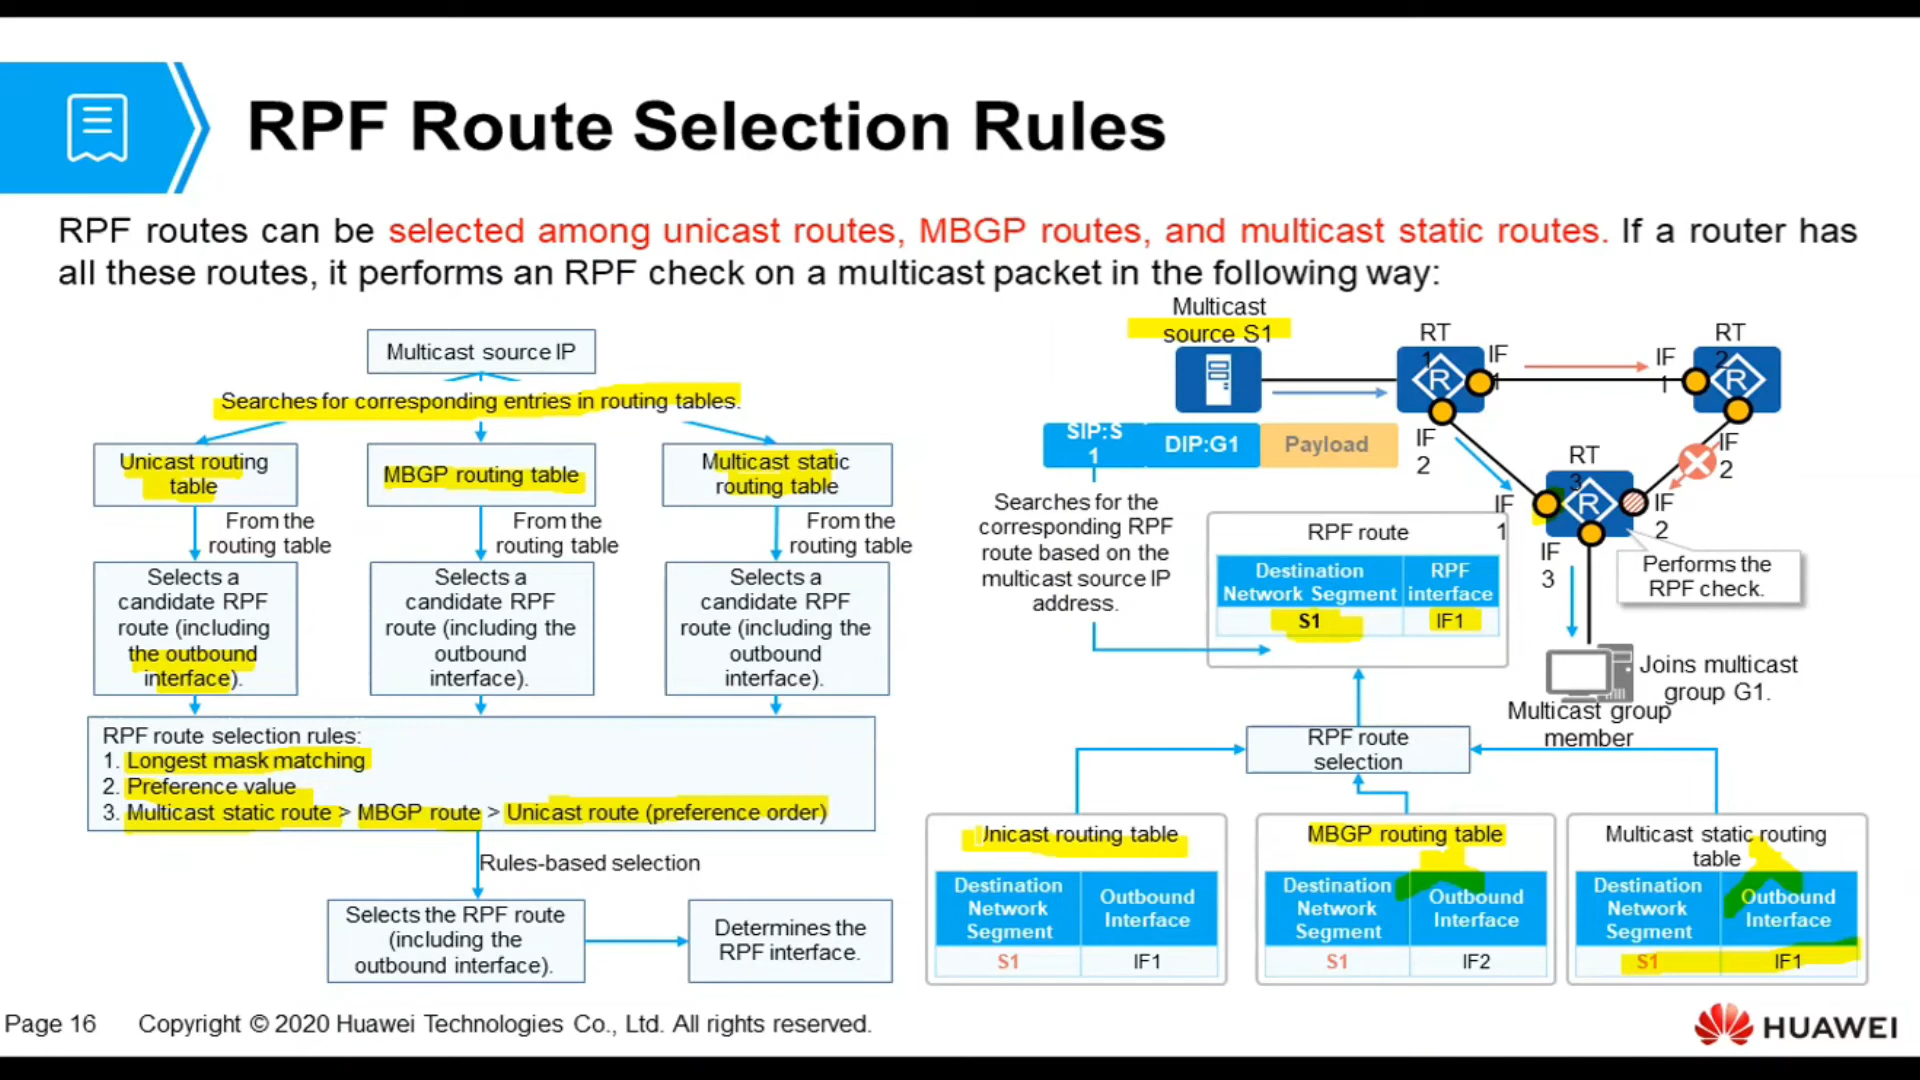 RPF Route Selection Rules
RPF routes can be selected among unicast routes, MBGP routes, and multicast static routes. If a router has
all these routes, it performs an RPF check on a multicast packet in the following way:
Multicast source IP
Searches for corresponding entries in routing tables.
Unicast routing
table
MBGP routing table
Multicast static
routing table
From the
routing table
From the
routing table
From the
routing table
Selects a
candidate RPF
route (including
the outbound
interface).
Selects a
candidate RPF
route (including the
outbound
interface).
Selects a
candidate RPF
route (including the
outbound
interface).
RPF route selection rules:
1. Longest mask matching
2. Preference value
3. Multicast static route > MBGP route > Unicast route (preference order)
Rules-based selection
Selects the RPF route
(including the
outbound interface).
Determines the
RPF interface.
Multicast
source S1
RT
1
R
IF
1
IF
2
IF
1
RT
2
R
IF
2
SIP:S
1
DIP:G1
Payload
RT
3
R
IF
1
IF
2
IF
3
Performs the
RPF check.
Searches for the
corresponding RPF
route based on the
multicast source IP
address.
RPF route
Destination
Network Segment
RPF
interface
S1
IF1
Joins multicast
group G1.
Multicast group
member
RPF route
selection
Unicast routing table
Destination
Network
Segment
Outbound
Interface
S1
IF1
MBGP routing table
Destination
Network
Segment
Outbound
Interface
S1
IF2
Multicast static routing
table
Destination
Network
Segment
Outbound
Interface
S1
IF1
Page 16
Copyright © 2020 Huawei Technologies Co., Ltd. All rights reserved.
HUAWEI